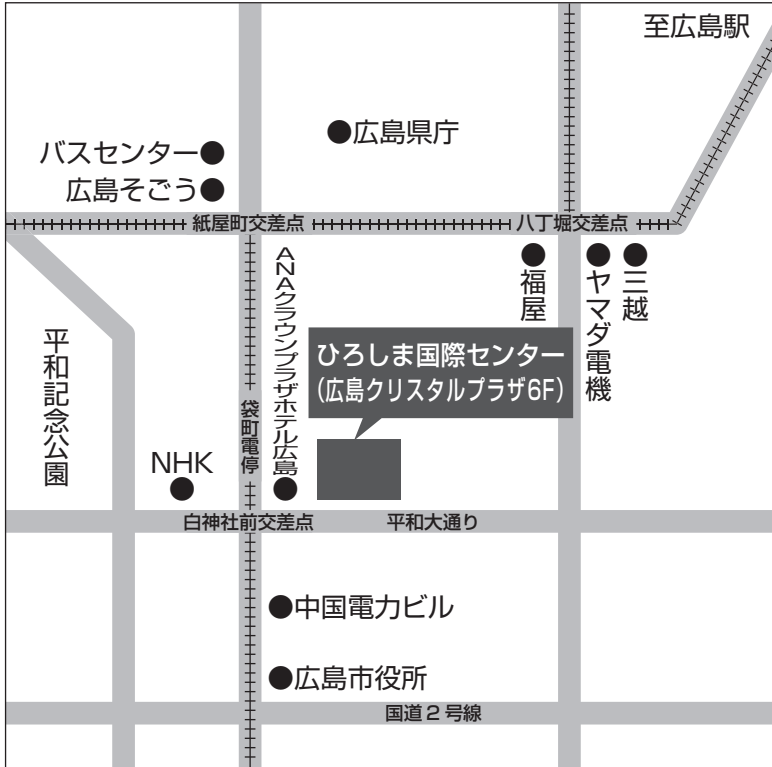 至広島駅
広島県庁
バスセンター
広島そごう
紙屋町交差点
八丁堀交差点
ANAクラウンプラザホテル広島
福屋
ヤマダ電機
三越
ひろしま国際センター
(広島クリスタルプラザ6F)
平和記念公園
袋町電停
NHK
白神社前交差点
平和大通り
中国電力ビル
広島市役所
国道2号線